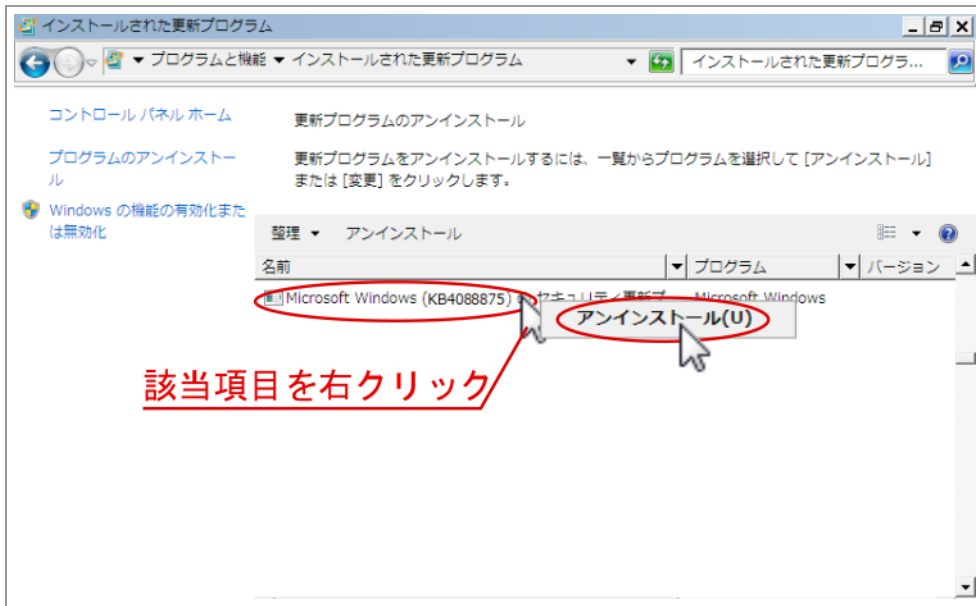 インストールされた更新プログラム
プログラムと機能 インストールされた更新プログラム インストールされた更新プログラ...
コントロール パネル ホーム
プログラムのアンインストー
ル
Windows の機能の有効化また
は無効化
更新プログラムのアンインストール
更新プログラムをアンインストールするには、一覧からプログラムを選択して [アンインストール]
または [変更] をクリックします。
整理 アンインストール
名前 プログラム バージョン
Microsoft Windows (KB4088875) セキュリティ更新プ Microsoft Windows
アンインストール(U)
該当項目を右クリック